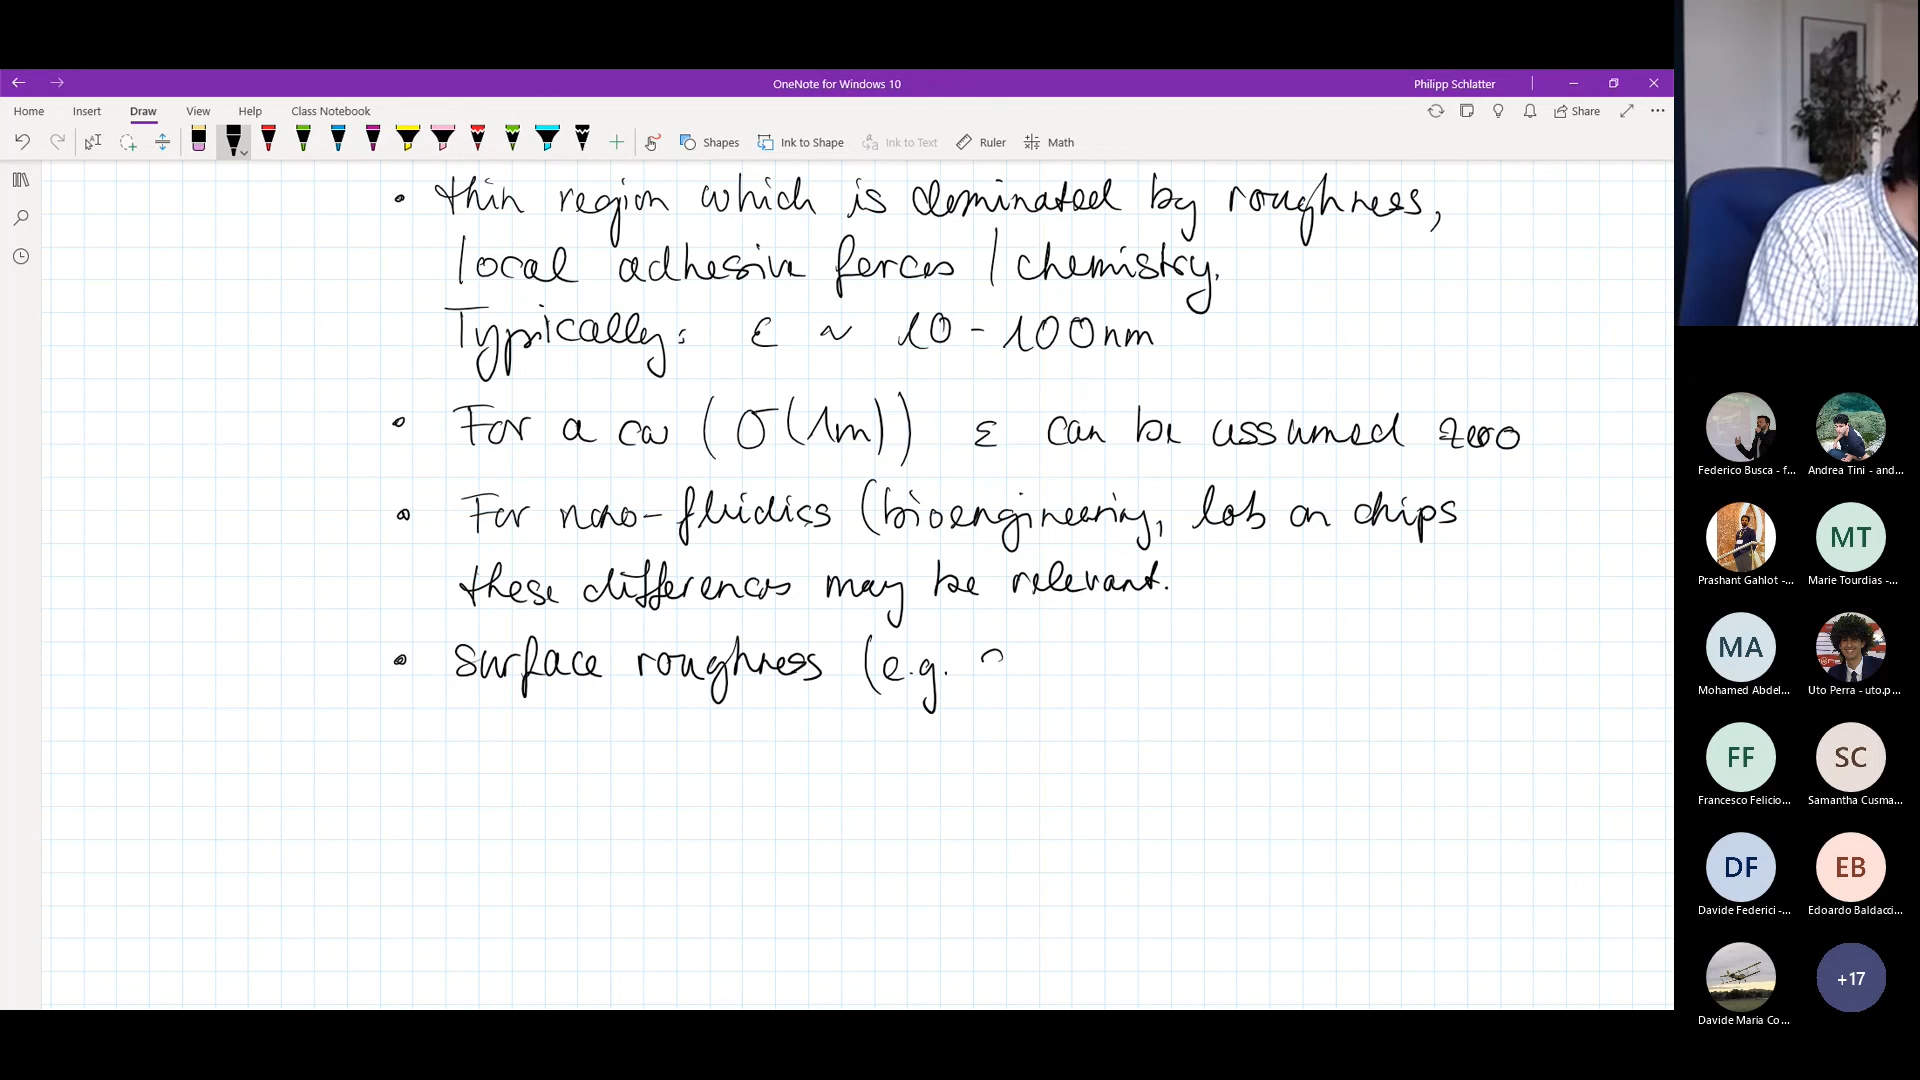 OneNote for Windows 10
Philipp Schlatter
Home Insert Draw View Help Class Notebook
Share
Shapes Ink to Shape Ink to Text Ruler Math
• thin region which is dominated by roughness,
local adhesive forces / chemistry.
Typically: ε ~ 10 - 100nm
• For a car (O(1m)) ε can be assumed zero
• For nano-fluidics (bioengineering, lab on chips
these differences may be relevant.
• surface roughness (e.g.
Federico Busca - f...
Andrea Tini - and...
Prashant Gahlot -...
MT
Marie Tourdias -...
MA
Mohamed Abdel...
Uto Perra - uto.p...
FF
Francesco Felicio...
SC
Samantha Cusma...
DF
Davide Federici -...
EB
Edoardo Baldacci...
Davide Maria Co...
+17